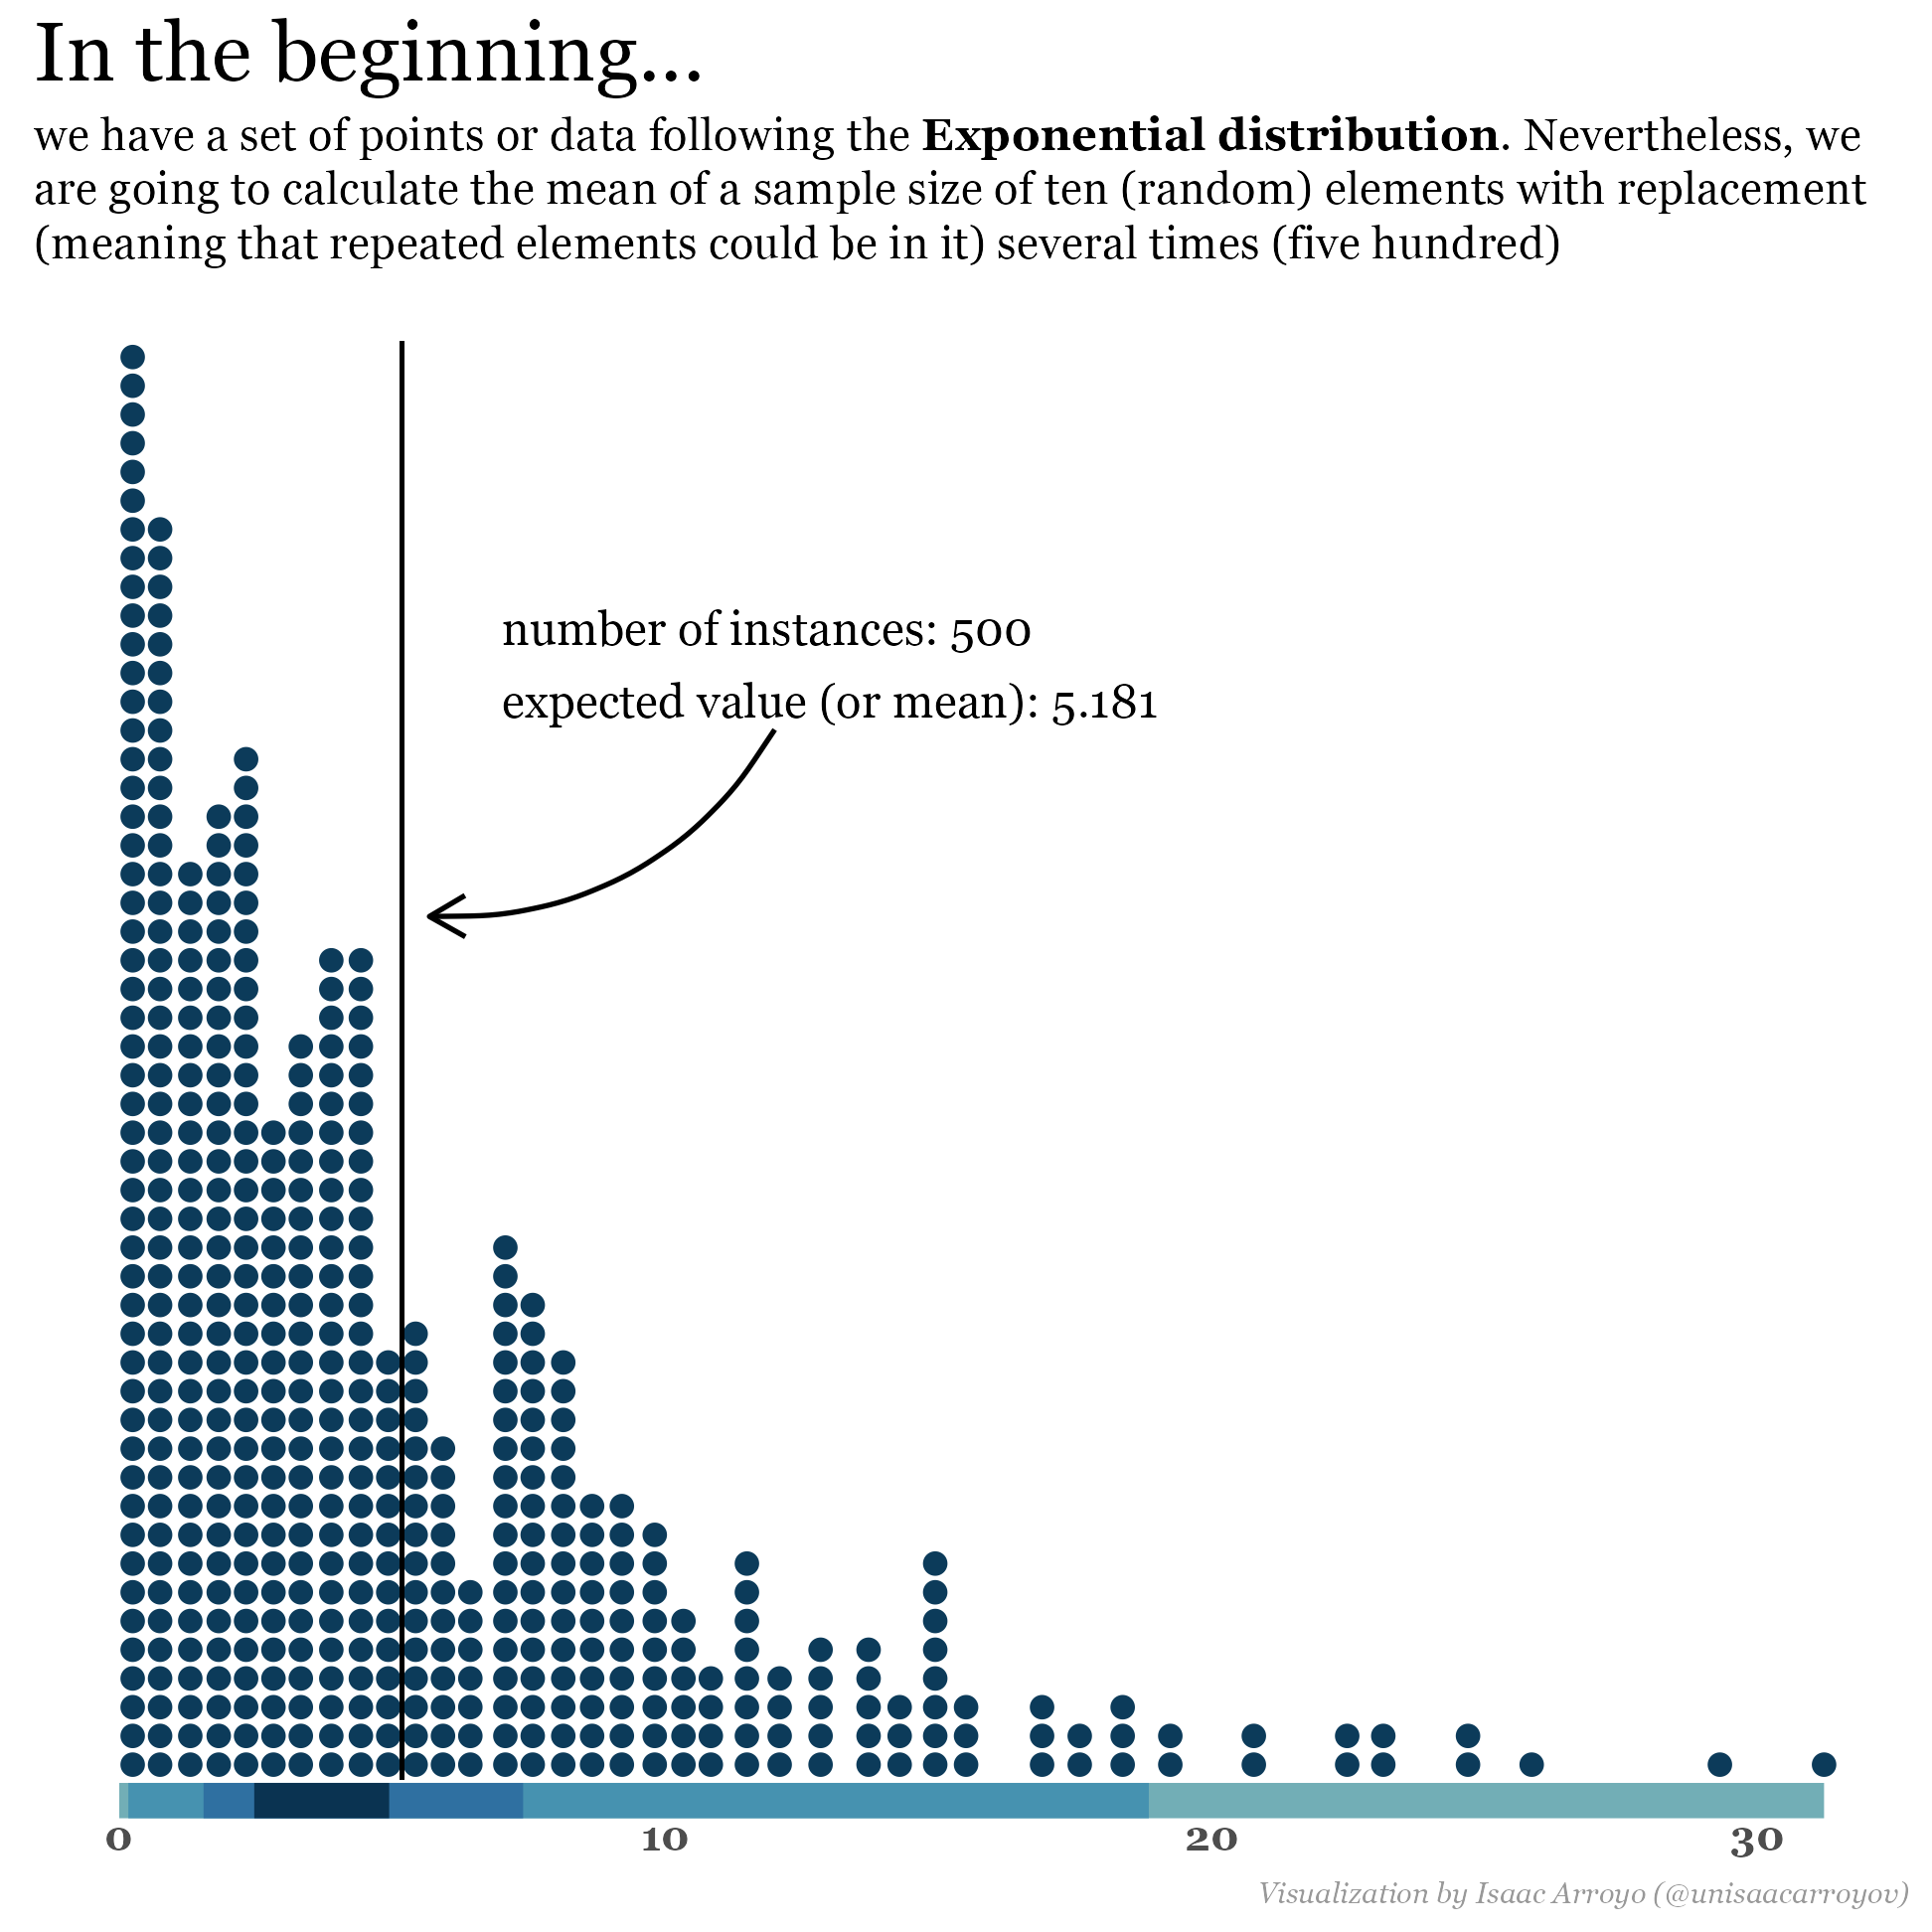 In the beginning...
we have a set of points or data following the Exponential distribution. Nevertheless, we
are going to calculate the mean of a sample size of ten (random) elements with replacement
(meaning that repeated elements could be in it) several times (five hundred)
number of instances: 500
expected value (or mean): 5.181
0 10 20 30
Visualization by Isaac Arroyo (@unisaacarroyov)